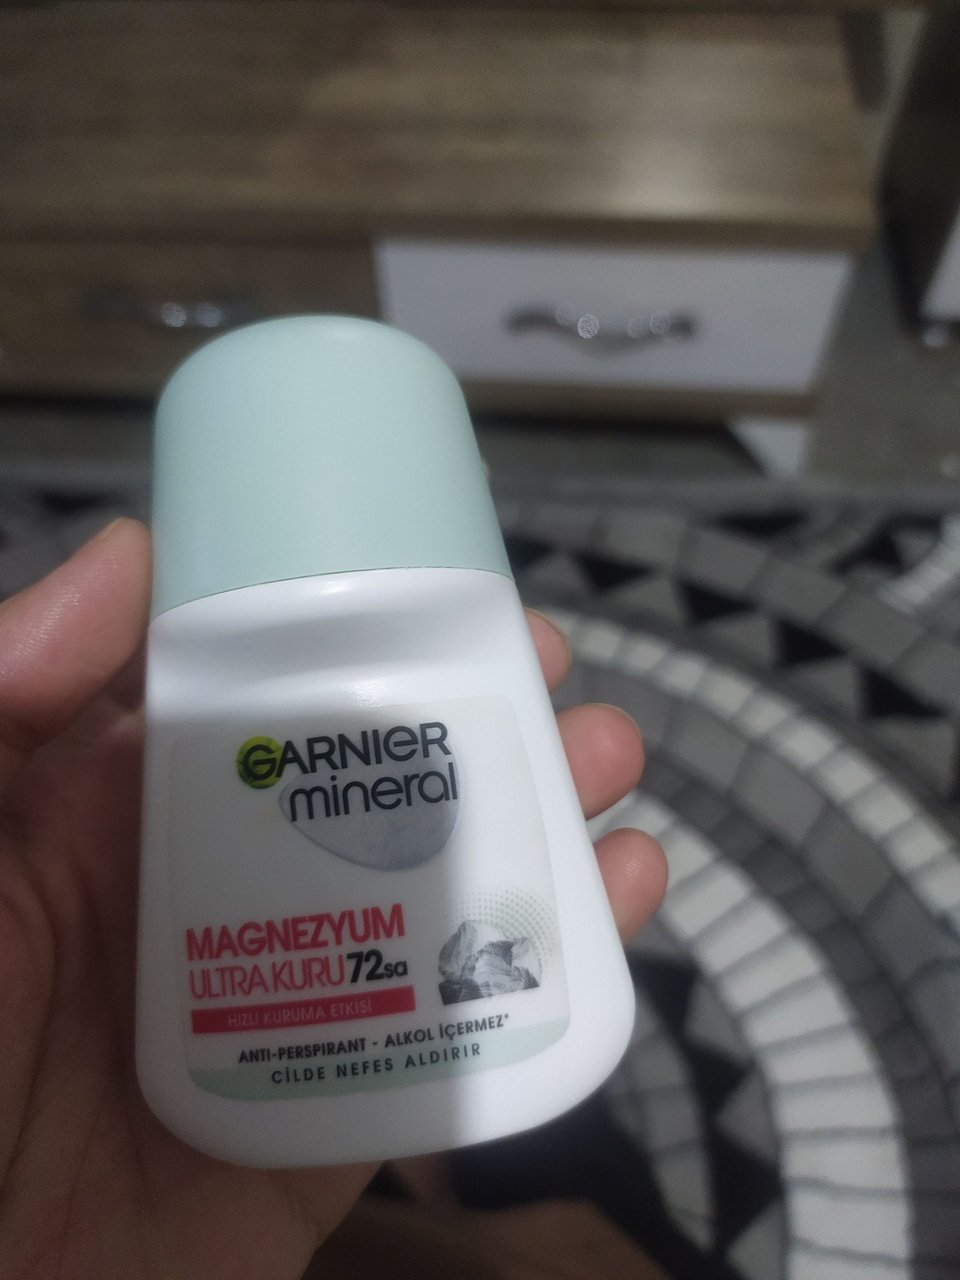 GARNIER
mineral
MAGNEZYUM
ULTRA KURU 72sa
HIZLI KURUMA ETKİSİ
ANTI-PERSPIRANT - ALKOL İÇERMEZ*
CİLDE NEFES ALDIRIR